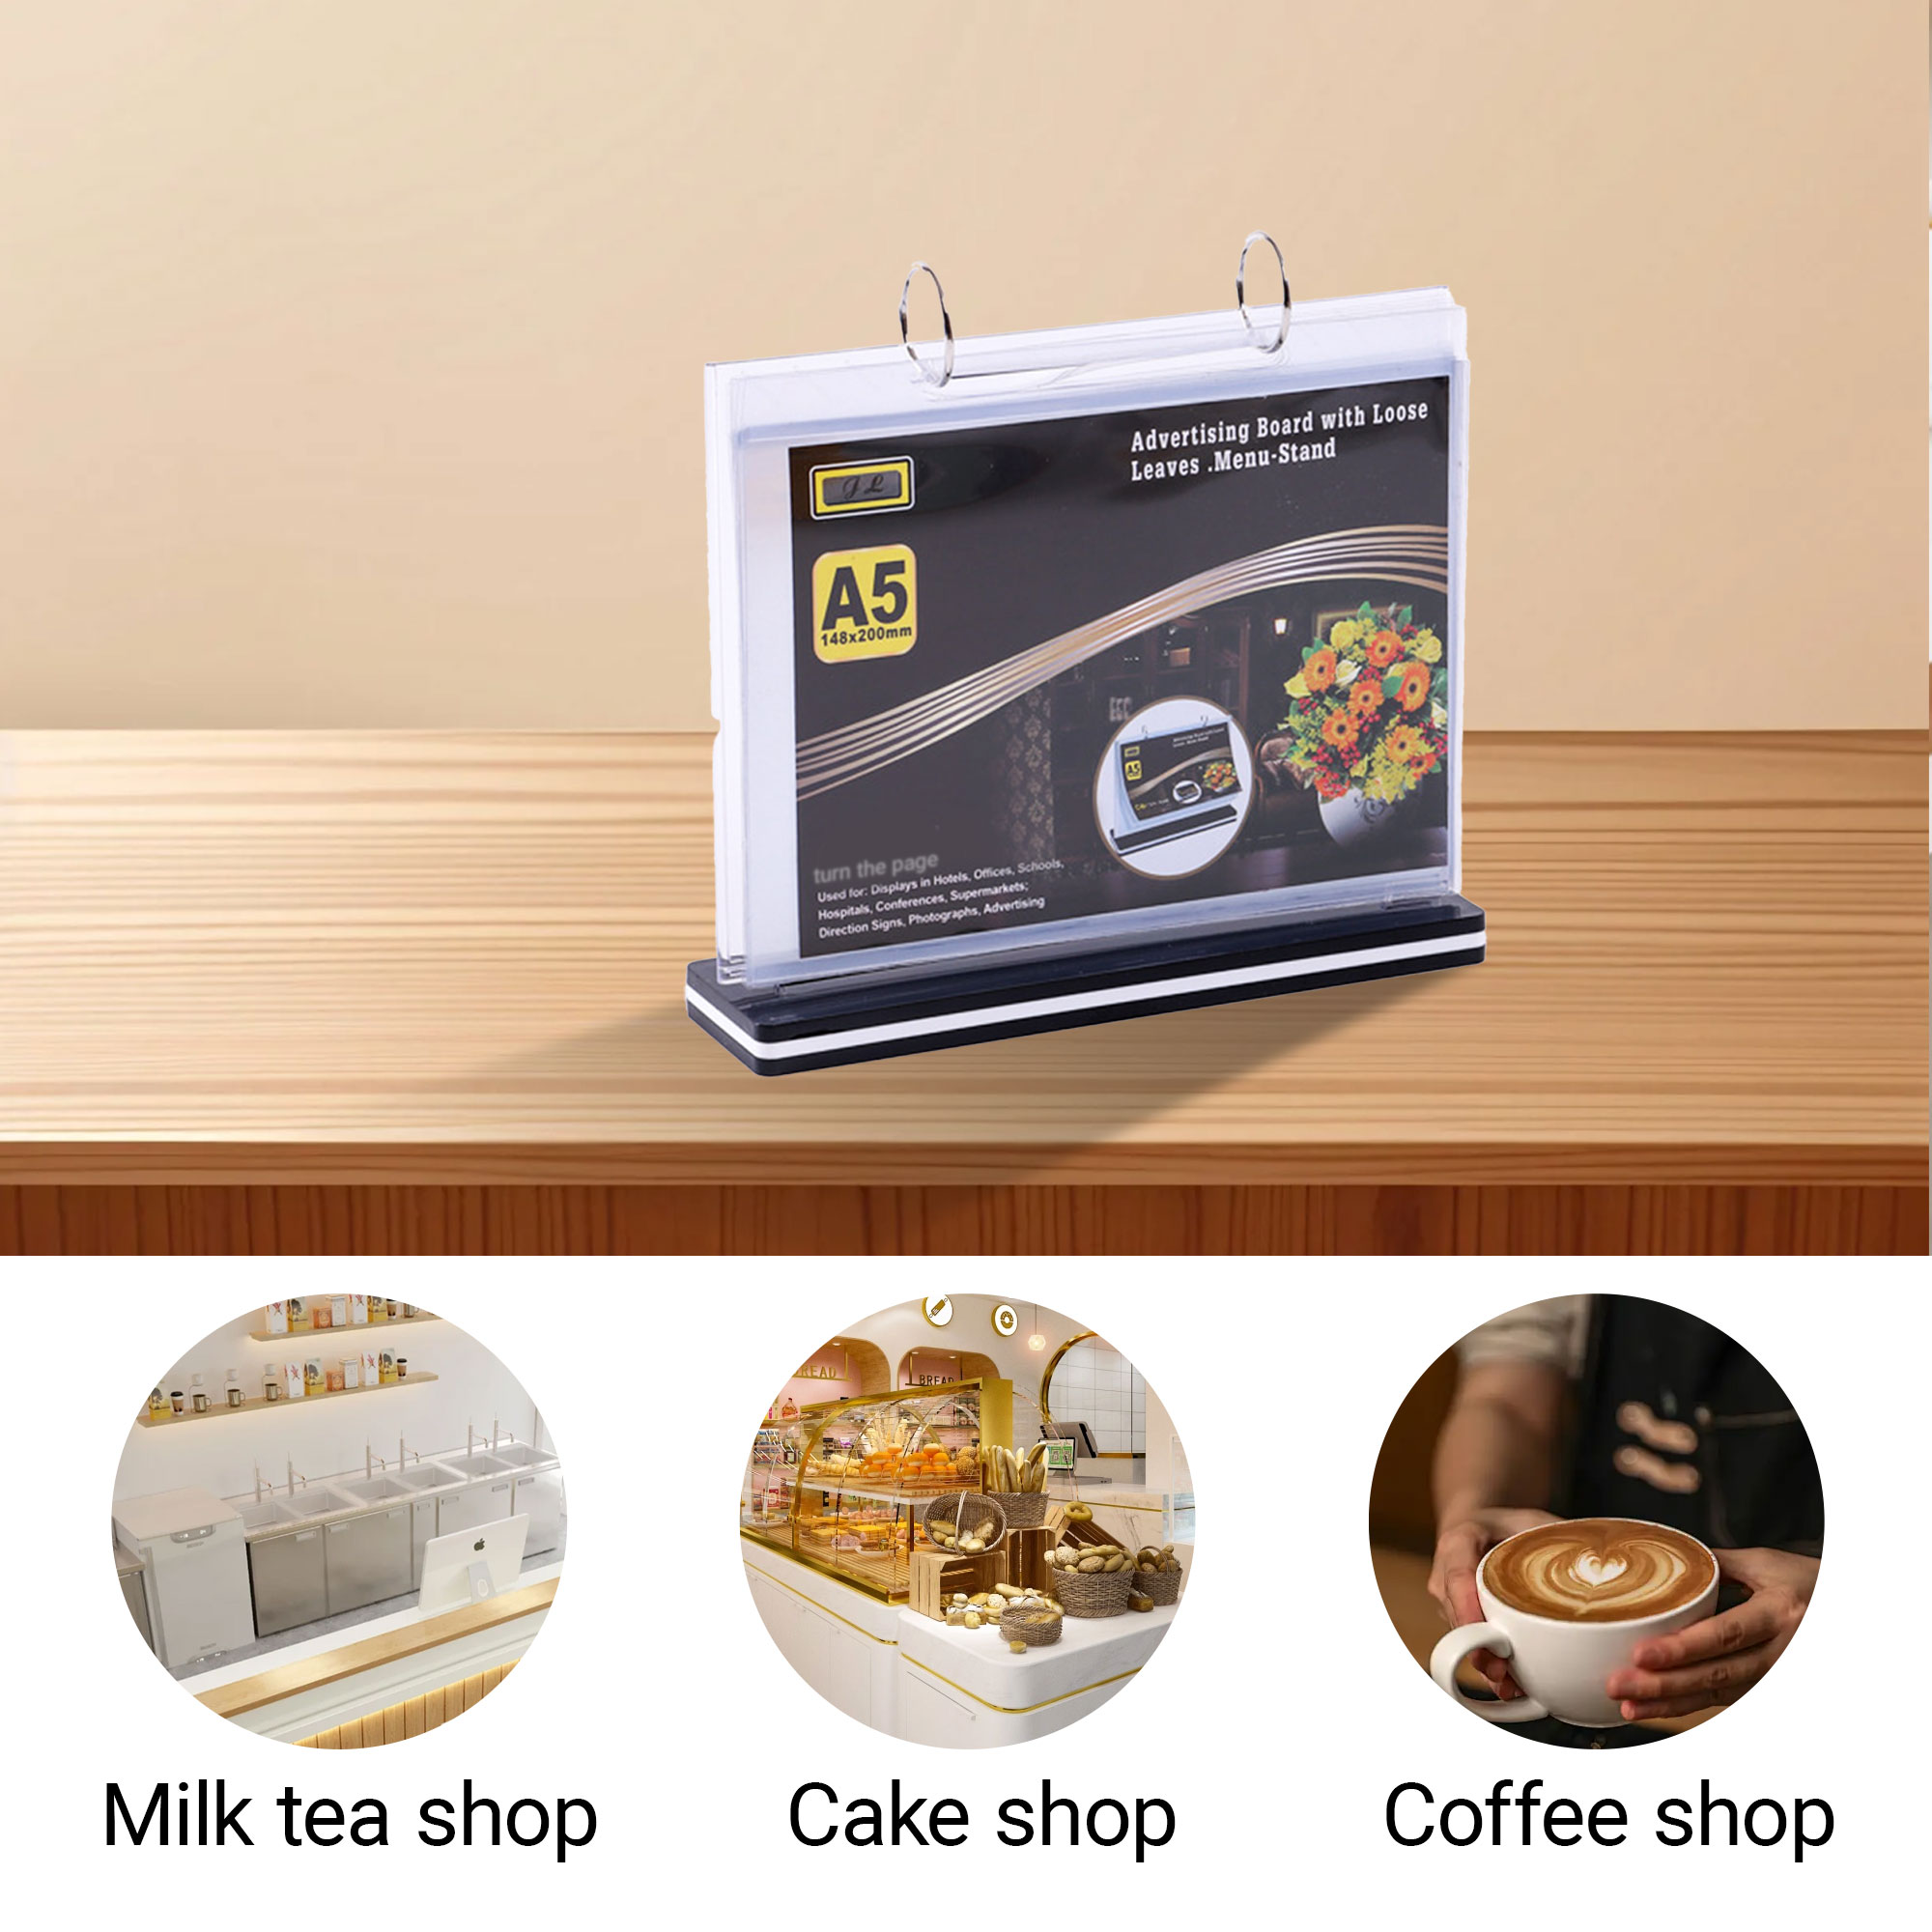 Advertising Board with Loose
Leaves .Menu-Stand
J L
A5
148x200mm
turn the page
Used for: Displays in Hotels, Offices, Schools,
Hospitals, Conferences, Supermarkets;
Direction Signs, Photographs, Advertising
BREAD
Milk tea shop
Cake shop
Coffee shop